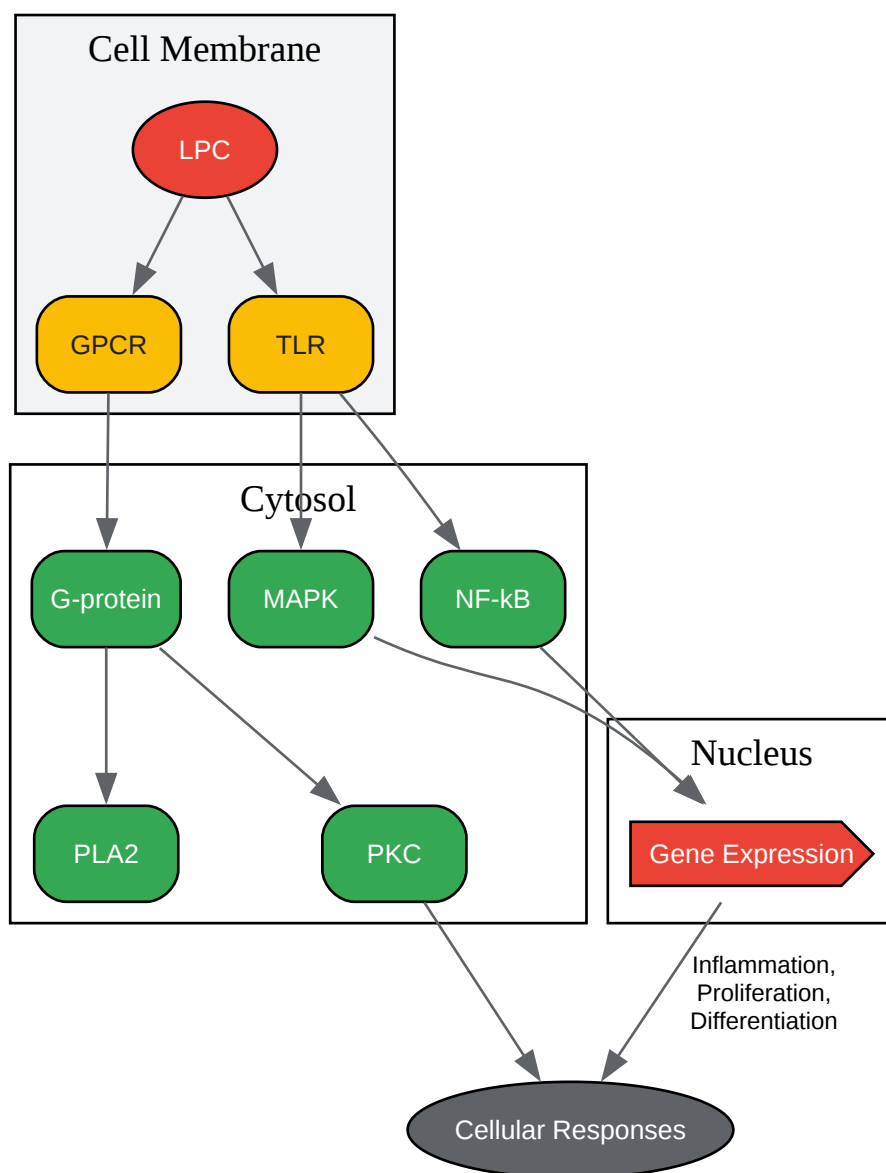 Cell Membrane
LPC
GPCR
TLR
Cytosol
G-protein
MAPK
NF-kB
Nucleus
PLA2
PKC
Gene Expression
Inflammation,
Proliferation,
Differentiation
Cellular Responses